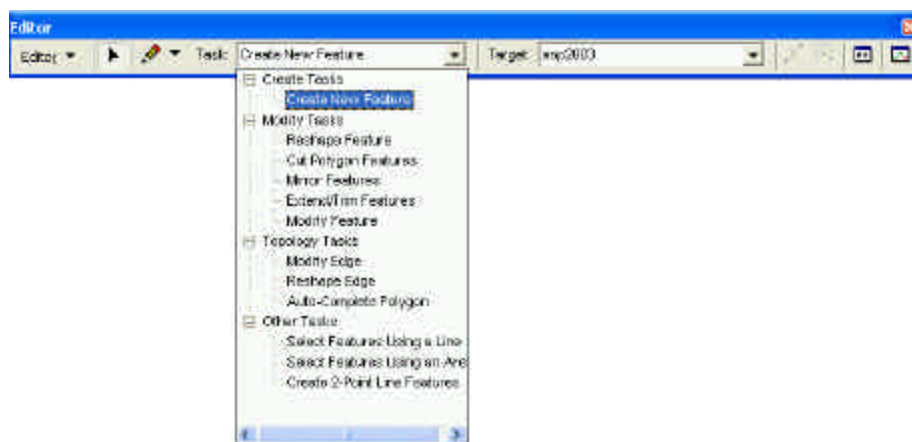 Editor
Editor Task: Create New Feature Target:
Create Tasks
Create New Feature
Modify Tasks
Reshape Feature
Cut Polygon Features
Mirror Features
Extend/Trim Features
Modify Feature
Topology Tasks
Modify Edge
Reshape Edge
Auto-Complete Polygon
Other Tasks
Select Features Using a Line
Select Features Using an Are
Create 2-Point Line Features